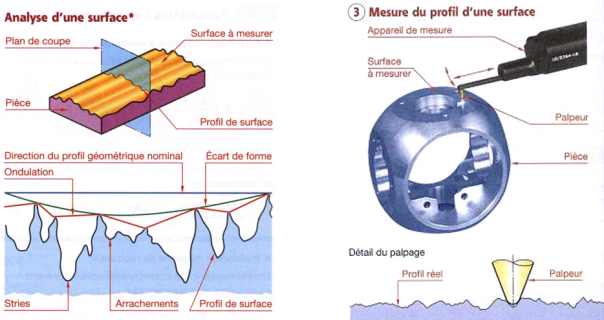 Analyse d'une surface*
Plan de coupe
Surface à mesurer
Pièce
Profil de surface
Direction du profil géométrique nominal
Écart de forme
Ondulation
Stries
Arrachements
Profil de surface
3 Mesure du profil d'une surface
Appareil de mesure
Surface
à mesurer
Palpeur
Pièce
Détail du palpage
Profil réel
Palpeur